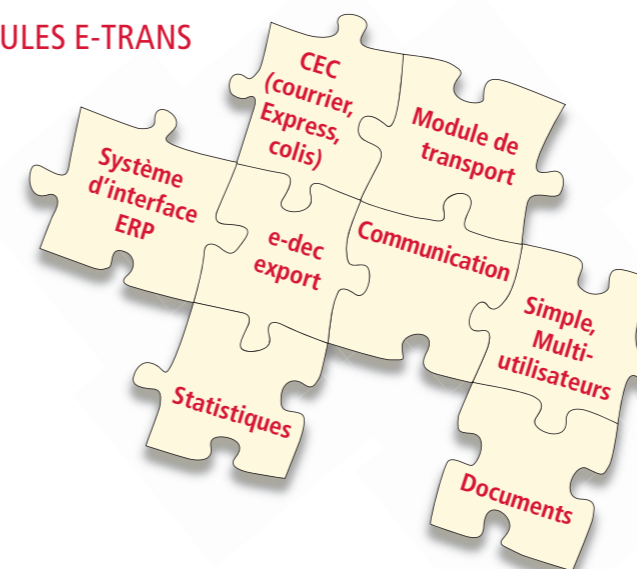 ULES E-TRANS
CEC
(courrier,
Express,
colis)
Module de
transport
Système
d'interface
ERP
e-dec
export
Communication
Simple,
Multi-
utilisateurs
Statistiques
Documents